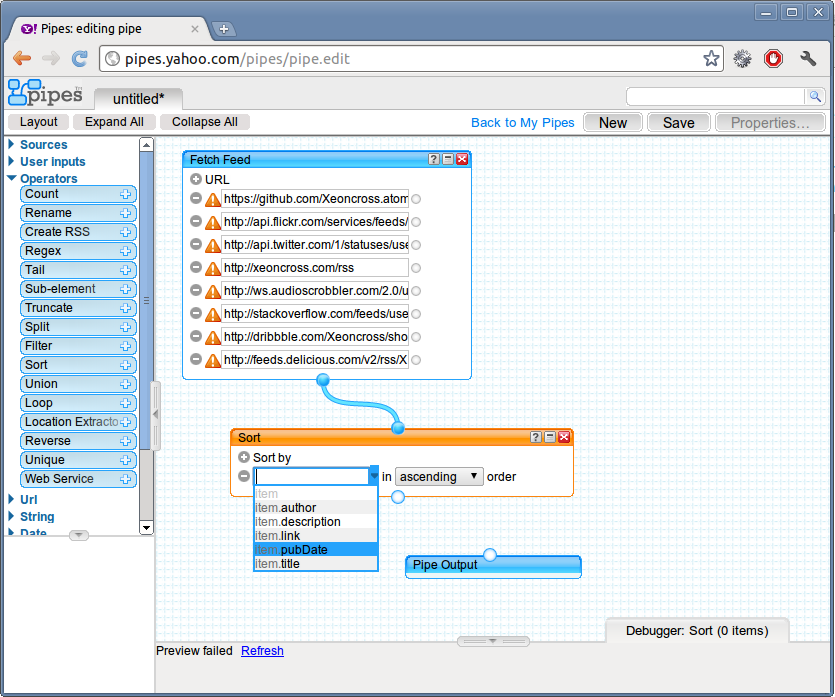 Pipes: editing pipe
pipes.yahoo.com/pipes/pipe.edit
pipes
untitled*
Layout Expand All Collapse All Back to My Pipes New Save Properties...
Sources
User inputs
Operators
Count
Rename
Create RSS
Regex
Tail
Sub-element
Truncate
Split
Filter
Sort
Union
Loop
Location Extracto
Reverse
Unique
Web Service
Url
String
Date
Fetch Feed
URL
https://github.com/Xeoncross.atom
http://api.flickr.com/services/feeds/
http://api.twitter.com/1/statuses/use
http://xeoncross.com/rss
http://ws.audioscrobbler.com/2.0/u
http://stackoverflow.com/feeds/use
http://dribbble.com/Xeoncross/sho
http://feeds.delicious.com/v2/rss/X
Sort
Sort by
in ascending order
item
item.author
item.description
item.link
item.pubDate
item.title
Pipe Output
Debugger: Sort (0 items)
Preview failed Refresh